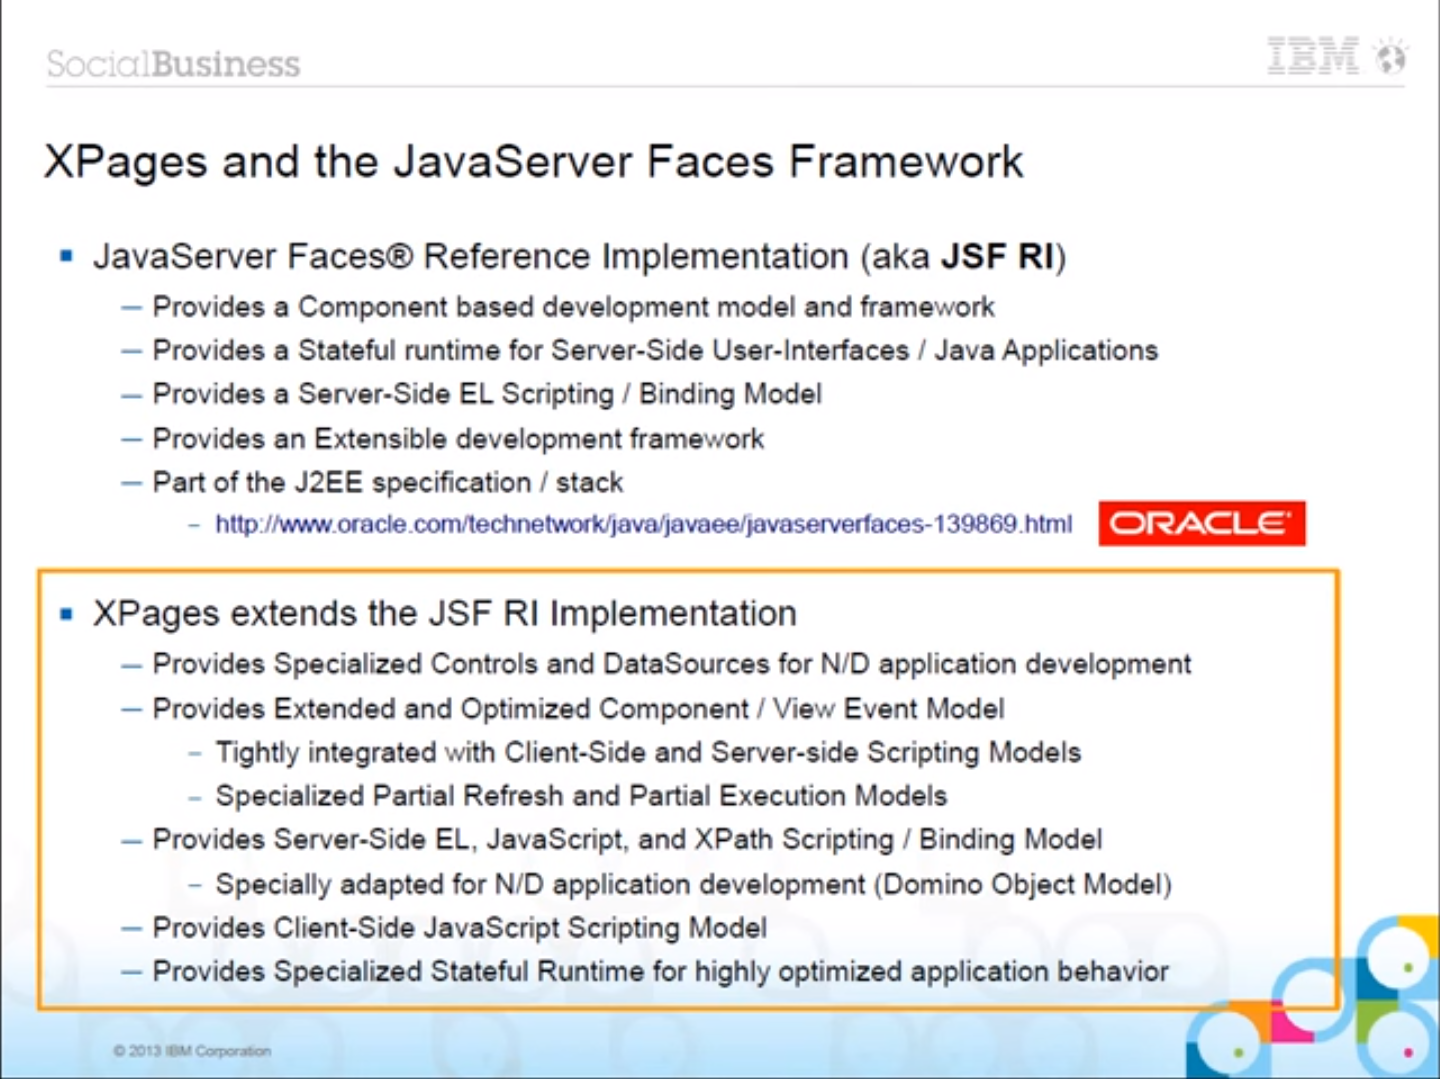 SocialBusiness
IBM
XPages and the JavaServer Faces Framework
JavaServer Faces® Reference Implementation (aka JSF RI)
Provides a Component based development model and framework
Provides a Stateful runtime for Server-Side User-Interfaces / Java Applications
Provides a Server-Side EL Scripting / Binding Model
Provides an Extensible development framework
Part of the J2EE specification / stack
http://www.oracle.com/technetwork/java/javaee/javaserverfaces-139869.html
ORACLE
XPages extends the JSF RI Implementation
Provides Specialized Controls and DataSources for N/D application development
Provides Extended and Optimized Component / View Event Model
Tightly integrated with Client-Side and Server-side Scripting Models
Specialized Partial Refresh and Partial Execution Models
Provides Server-Side EL, JavaScript, and XPath Scripting / Binding Model
Specially adapted for N/D application development (Domino Object Model)
Provides Client-Side JavaScript Scripting Model
Provides Specialized Stateful Runtime for highly optimized application behavior
© 2013 IBM Corporation